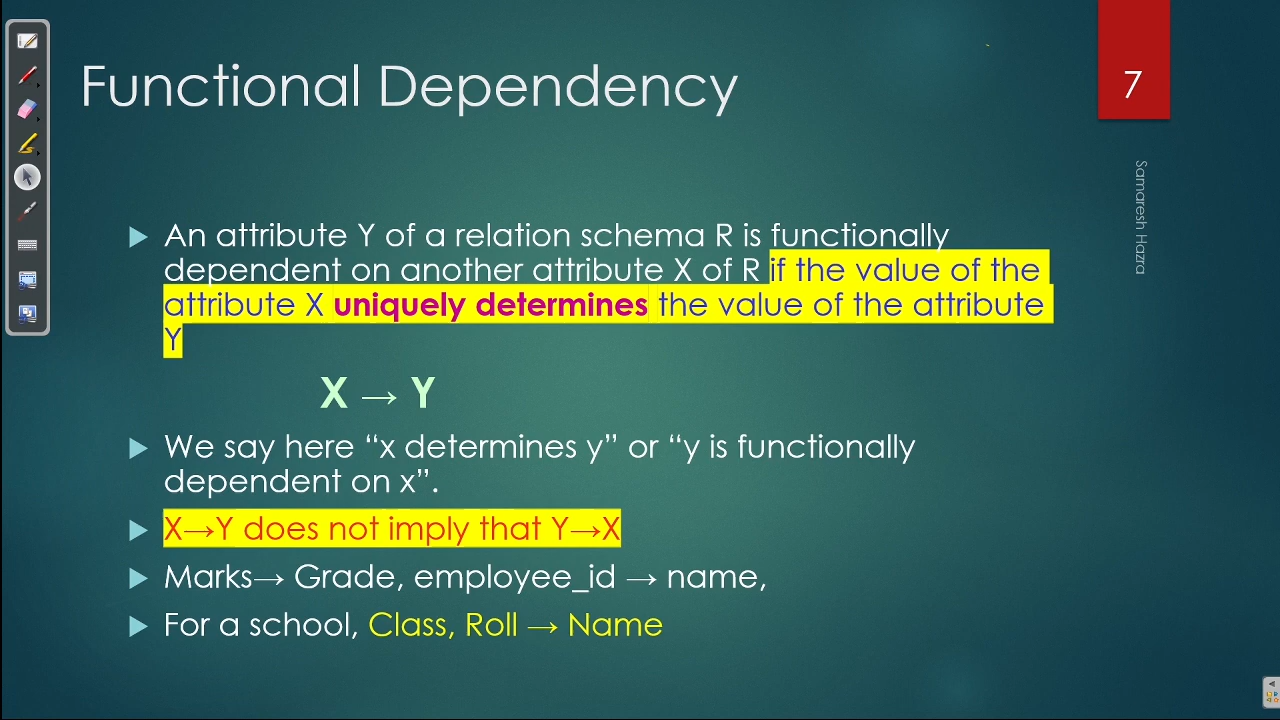 Functional Dependency
7
Samaresh Hazra
An attribute Y of a relation schema R is functionally
dependent on another attribute X of R if the value of the
attribute X uniquely determines the value of the attribute
Y
X → Y
We say here “x determines y” or “y is functionally
dependent on x”.
X→Y does not imply that Y→X
Marks→ Grade, employee_id → name,
For a school, Class, Roll → Name